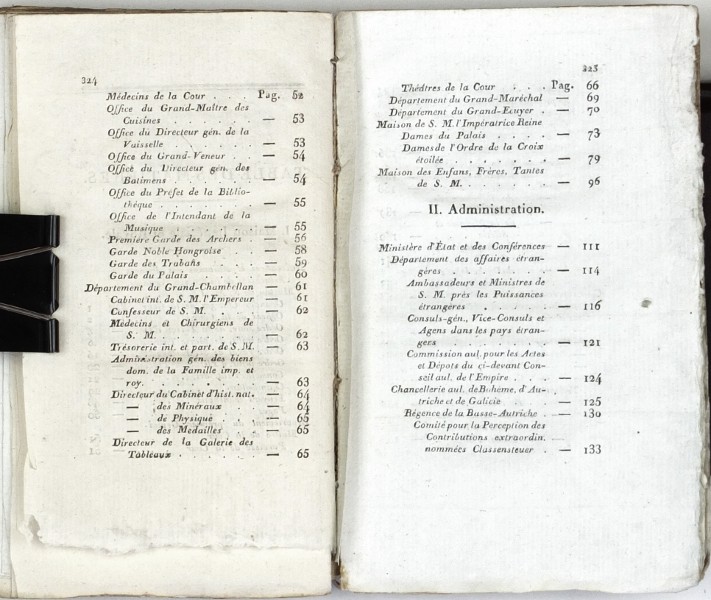 324
Médecins de la Cour . . . Pag. 52
Office du Grand-Maître des
Cuisines . . . . . — 53
Office du Directeur gén. de la
Vaisselle . . . . . — 53
Office du Grand-Veneur . . — 54
Office du Directeur gén. des
Batimens . . . . . — 54
Office du Préfet de la Biblio-
thèque . . . . . . — 55
Office de l'Intendant de la
Musique . . . . . — 55
Première Garde des Archers . — 56
Garde Noble Hongroise . . — 58
Garde des Trabans . . . — 59
Garde du Palais . . . . — 60
Département du Grand-Chambellan — 61
Cabinet int. de S. M. l'Empereur — 61
Confesseur de S. M. . . . — 62
Médecins et Chirurgiens de
S. M. . . . . . . — 62
Trésorerie int. et part. de S. M. — 63
Administration gén. des biens
dom. de la Famille imp. et
roy. . . . . . . — 63
Directeur du Cabinet d'hist. nat. — 64
— des Minéraux . . . — 64
— de Physique . . . — 65
— des Médailles . . . — 65
Directeur de la Galerie des
Tableaux . . . . . — 65
325
Théâtres de la Cour . . . Pag. 66
Département du Grand-Maréchal — 69
Département du Grand-Ecuyer . — 70
Maison de S. M. l'Impératrice Reine
Dames du Palais . . . . — 73
Dames de l'Ordre de la Croix
étoilée . . . . . . — 79
Maison des Enfans, Frères, Tantes
de S. M. . . . . . . — 96
II. Administration.
Ministère d'État et des Conférences — 111
Département des affaires étran-
gères . . . . . . — 114
Ambassadeurs et Ministres de
S. M. près les Puissances
étrangères . . . . . — 116
Consuls-gén., Vice-Consuls et
Agens dans les pays étran-
gers . . . . . . — 121
Commission aul. pour les Actes
et Dépots du ci-devant Con-
seil aul. de l'Empire . . . — 124
Chancellerie aul. de Bohème, d'Au-
triche et de Galicie . . . — 125
Régence de la Basse-Autriche . — 130
Comité pour la Perception des
Contributions extraordin.
nommées Classensteuer . — 133